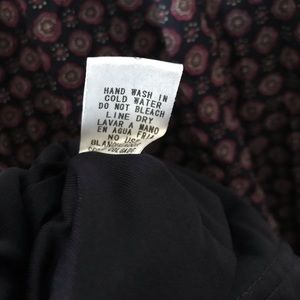 HAND WASH IN
COLD WATER
DO NOT BLEACH
LINE DRY
LAVAR A MANO
EN AGUA FRIA
NO USE